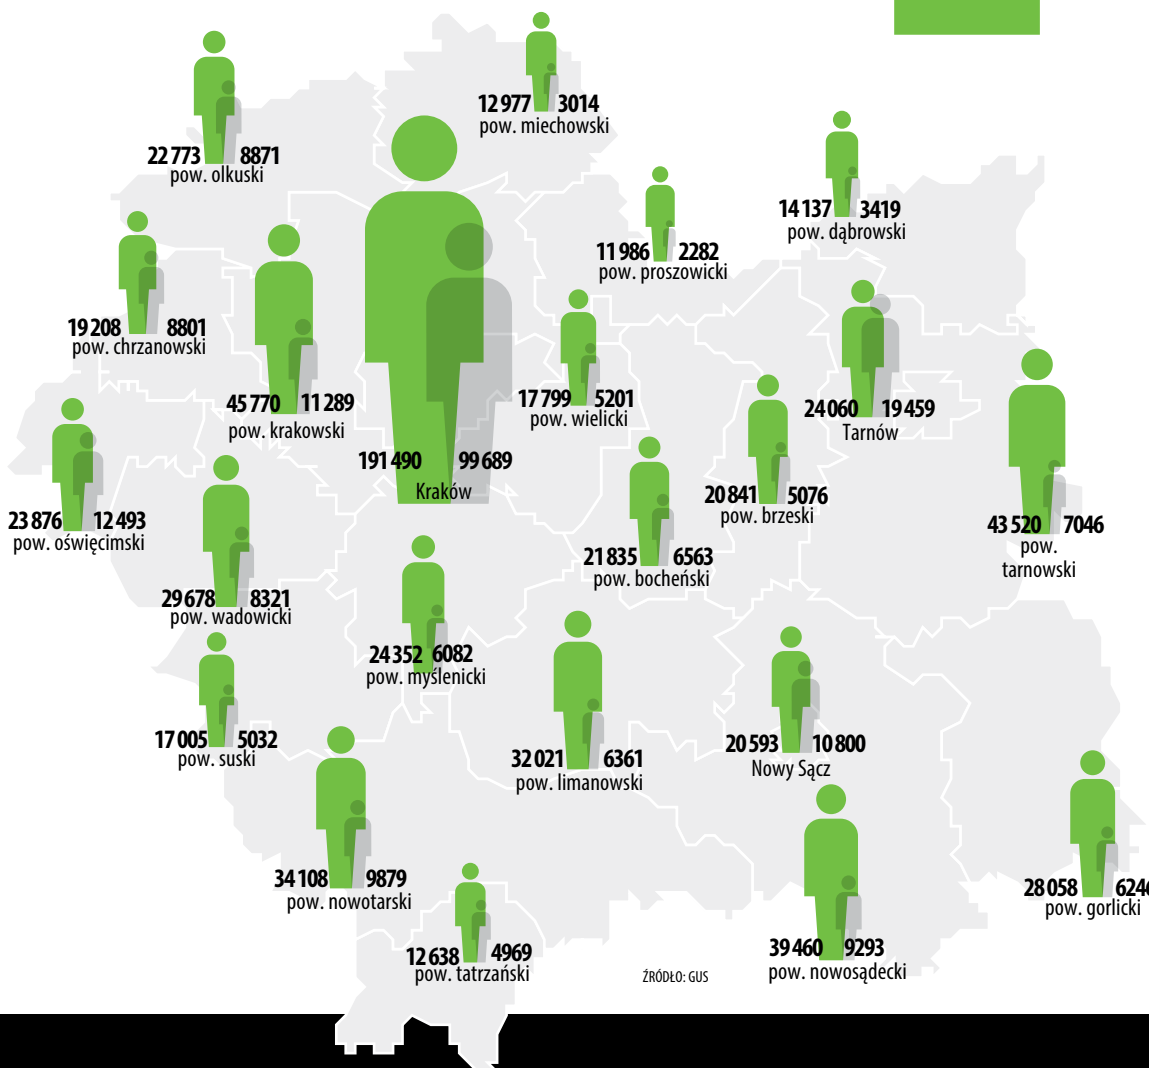 12 977 3014
pow. miechowski
22 773 8871
pow. olkuski
14 137 3419
pow. dąbrowski
11 986 2282
pow. proszowicki
19 208 8801
pow. chrzanowski
45 770 11 289
pow. krakowski
17 799 5201
pow. wielicki
24 060 19 459
Tarnów
191 490 99 689
Kraków
20 841 5076
pow. brzeski
23 876 12 493
pow. oświęcimski
43 520 7046
pow.
tarnowski
21 835 6563
pow. bocheński
29 678 8321
pow. wadowicki
24 352 6082
pow. myślenicki
17 005 5032
pow. suski
32 021 6361
pow. limanowski
20 593 10 800
Nowy Sącz
34 108 9879
pow. nowotarski
28 058 6246
pow. gorlicki
12 638 4969
pow. tatrzański
39 460 9293
pow. nowosądecki
ŹRÓDŁO: GUS